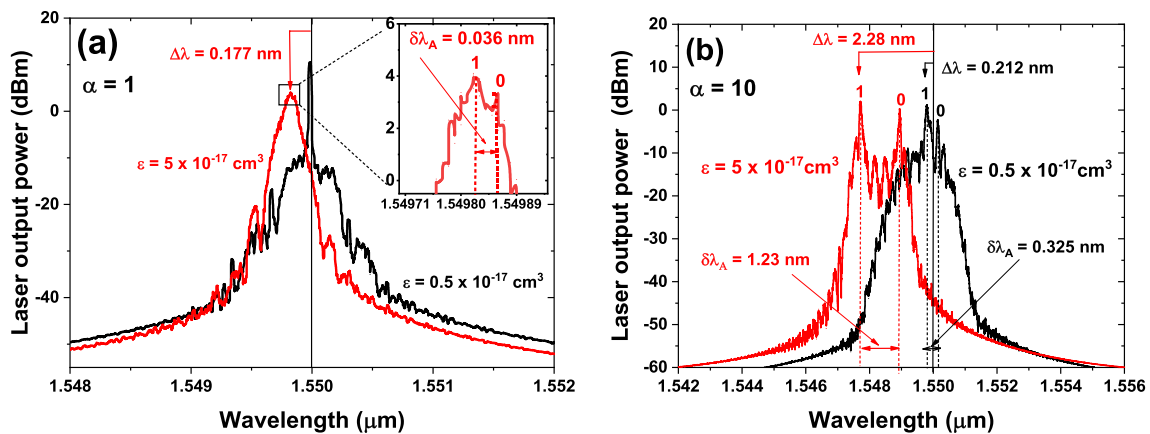 (a)
α = 1
Δλ = 0.177 nm
δλA = 0.036 nm
1
0
6
4
2
0
1.54971 1.54980 1.54989
ε = 5 x 10-17 cm3
ε = 0.5 x 10-17 cm3
20
0
-20
-40
Laser output power (dBm)
1.548 1.549 1.550 1.551 1.552
Wavelength (μm)
(b)
α = 10
Δλ = 2.28 nm
Δλ = 0.212 nm
1 0 1 0
ε = 5 x 10-17 cm3
ε = 0.5 x 10-17 cm3
δλA = 1.23 nm
δλA = 0.325 nm
20
10
0
-10
-20
-30
-40
-50
-60
Laser output power (dBm)
1.542 1.544 1.546 1.548 1.550 1.552 1.554 1.556
Wavelength (μm)